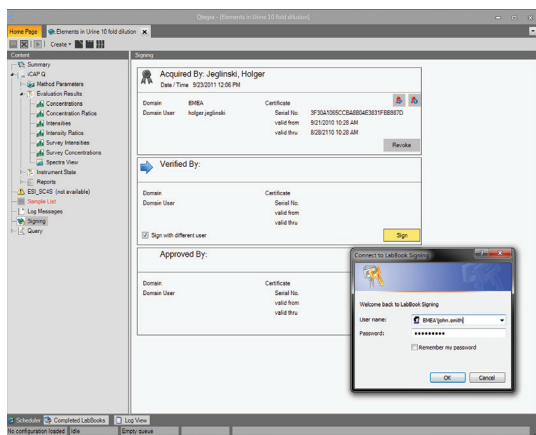 Qtegra - [Elements in Urine 10 fold dilution]
Home Page Elements in Urine 10 fold dilution
Create
Content
Signing
Summary
iCAP Q
Method Parameters
Evaluation Results
Concentrations
Concentration Ratios
Intensities
Intensity Ratios
Survey Intensities
Survey Concentrations
Spectra View
Instrument State
Reports
ESI_SC4S (not available)
Sample List
Log Messages
Signing
Query
Acquired By: Jeglinski, Holger
Date / Time 9/23/2011 12:06 PM
Domain EMEA Certificate
Domain User holger.jeglinski Serial No.
valid from 9/21/2010 10:28 AM
valid thru 8/28/2110 10:28 AM
Revoke
Verified By:
Domain Certificate
Domain User Serial No.
valid from
valid thru
Sign with different user Sign
Approved By:
Domain Certificate
Domain User Serial No.
valid from
valid thru
Connect to LabBook Signing
Welcome back to LabBook Signing
User name: EMEA\john.smith
Password: •••••••••
Remember my password
OK Cancel
Scheduler Completed LabBooks Log View
No configuration loaded Idle Empty queue